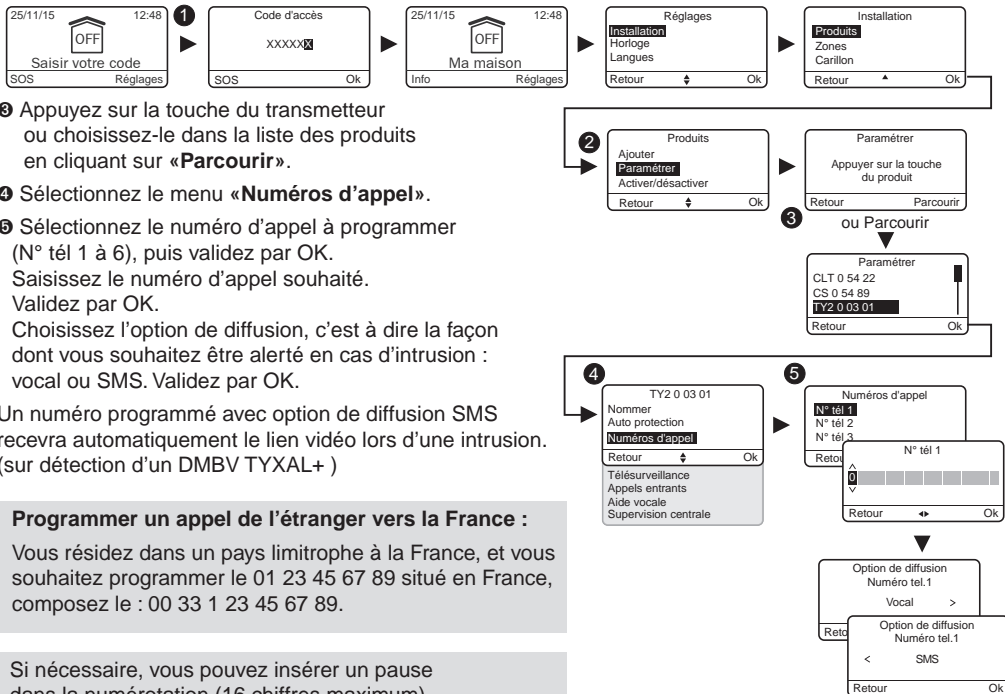 25/11/15 12:48
OFF
Saisir votre code
SOS Réglages
❶
Code d'accès
xxxxxX
SOS Ok
25/11/15 12:48
OFF
Ma maison
Info Réglages
Réglages
Installation
Horloge
Langues
Retour Ok
Installation
Produits
Zones
Carillon
Retour Ok
❸ Appuyez sur la touche du transmetteur
ou choisissez-le dans la liste des produits
en cliquant sur «Parcourir».
❹ Sélectionnez le menu «Numéros d'appel».
❺ Sélectionnez le numéro d'appel à programmer
(N° tél 1 à 6), puis validez par OK.
Saisissez le numéro d'appel souhaité.
Validez par OK.
Choisissez l'option de diffusion, c'est à dire la façon
dont vous souhaitez être alerté en cas d'intrusion :
vocal ou SMS. Validez par OK.
Un numéro programmé avec option de diffusion SMS
recevra automatiquement le lien vidéo lors d'une intrusion.
(sur détection d'un DMBV TYXAL+ )
Programmer un appel de l'étranger vers la France :
Vous résidez dans un pays limitrophe à la France, et vous
souhaitez programmer le 01 23 45 67 89 situé en France,
composez le : 00 33 1 23 45 67 89.
Si nécessaire, vous pouvez insérer un pause
dans la numérotation (16 chiffres maximum)
❷
Produits
Ajouter
Paramétrer
Activer/désactiver
Retour Ok
Paramétrer
Appuyer sur la touche
du produit
Retour Parcourir
❸
ou Parcourir
Paramétrer
CLT 0 54 22
CS 0 54 89
TY2 0 03 01
Retour Ok
❹
TY2 0 03 01
Nommer
Auto protection
Numéros d'appel
Retour Ok
Télésurveillance
Appels entrants
Aide vocale
Supervision centrale
❺
Numéros d'appel
N° tél 1
N° tél 2
N° tél 3
Retou
N° tél 1
0
Retour Ok
Option de diffusion
Numéro tel.1
Vocal >
Reto
Option de diffusion
Numéro tel.1
< SMS
Retour Ok